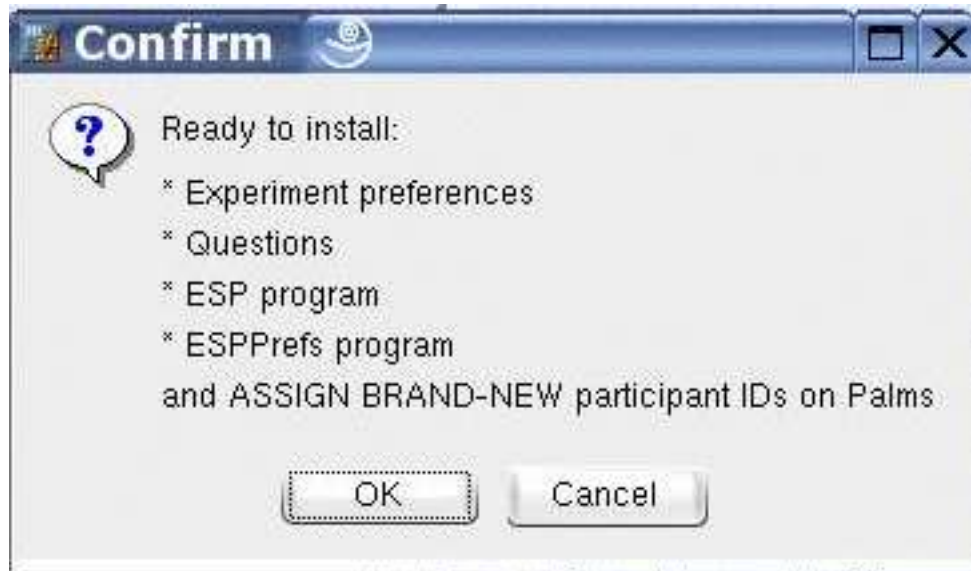 Confirm
Ready to install:
* Experiment preferences
* Questions
* ESP program
* ESPPrefs program
and ASSIGN BRAND-NEW participant IDs on Palms
OK
Cancel